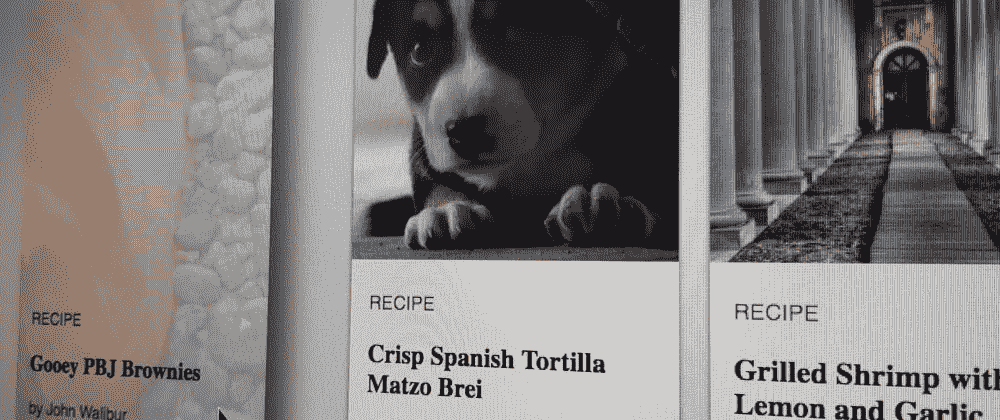 RECIPE
Gooey PBJ Brownies
by John Walibur
RECIPE
Crisp Spanish Tortilla
Matzo Brei
RECIPE
Grilled Shrimp with
Lemon and Garlic